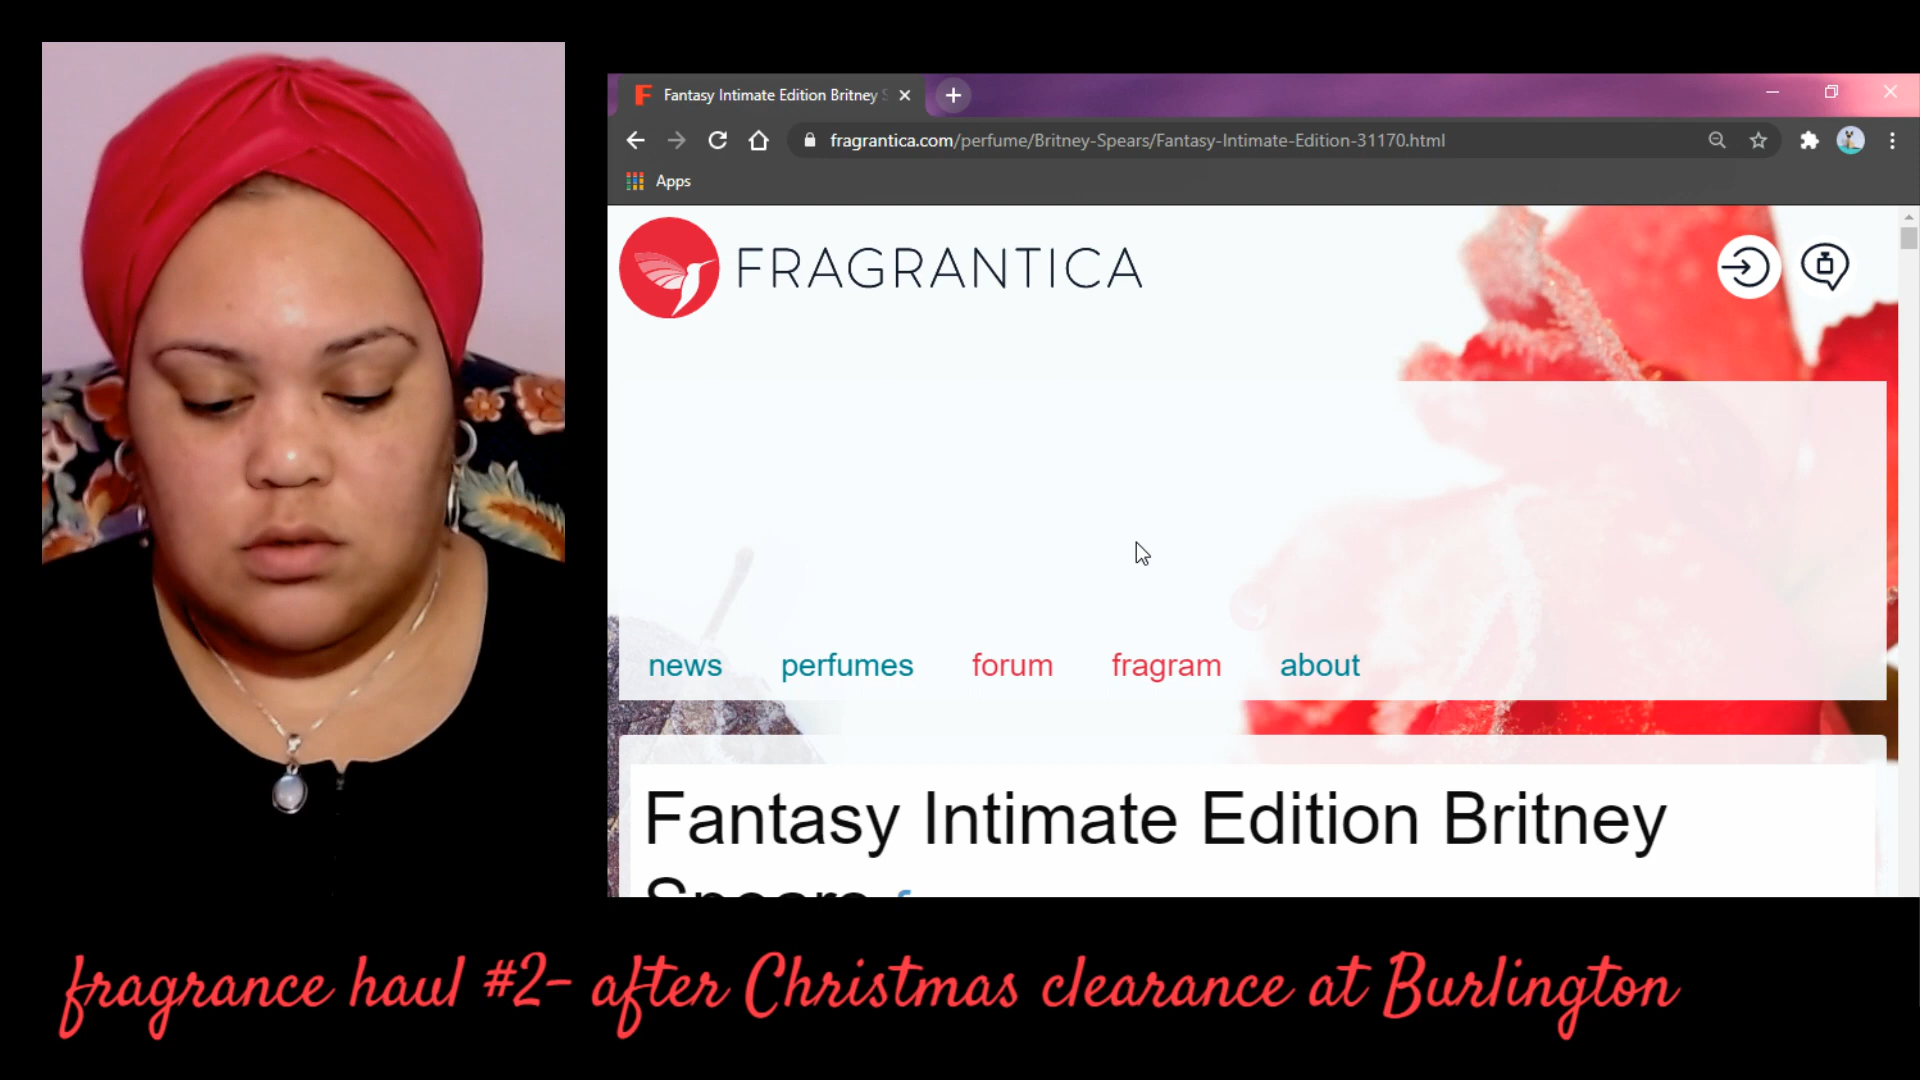 Fantasy Intimate Edition Britney
fragrantica.com/perfume/Britney-Spears/Fantasy-Intimate-Edition-31170.html
Apps
FRAGRANTICA
news perfumes forum fragram about
Fantasy Intimate Edition Britney
Spears
fragrance haul #2- after Christmas clearance at Burlington